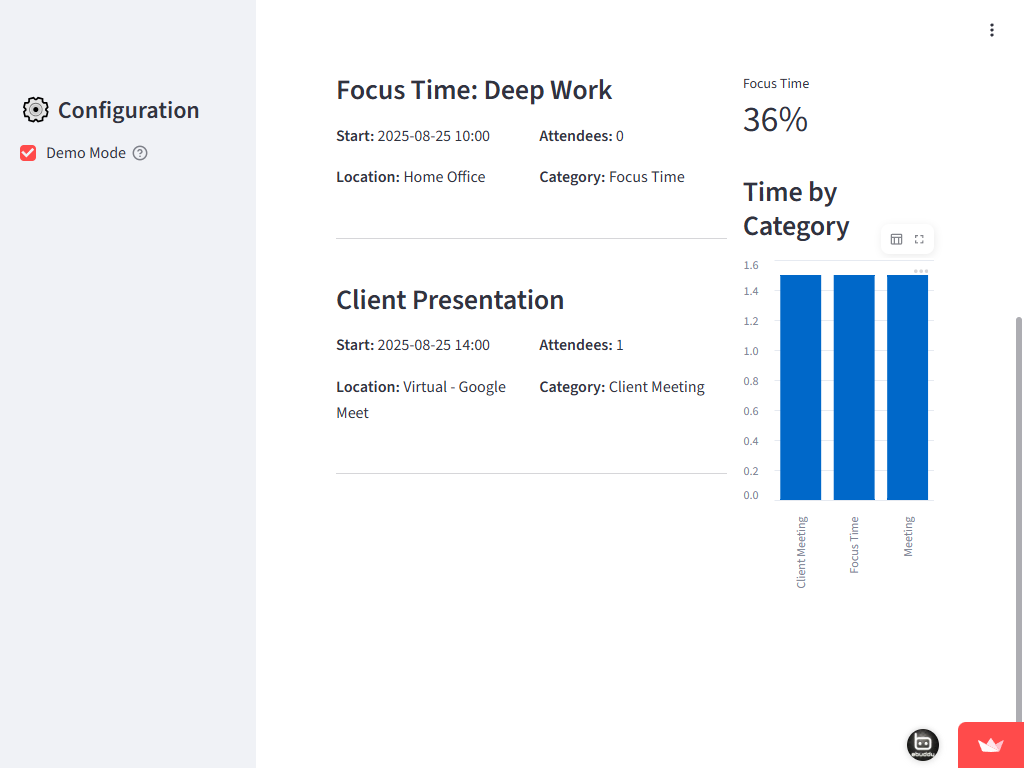 Configuration
Demo Mode
Focus Time: Deep Work
Start: 2025-08-25 10:00
Attendees: 0
Location: Home Office
Category: Focus Time
Client Presentation
Start: 2025-08-25 14:00
Attendees: 1
Location: Virtual - Google
Meet
Category: Client Meeting
Focus Time
36%
Time by
Category
1.6
1.4
1.2
1.0
0.8
0.6
0.4
0.2
0.0
Client Meeting
Focus Time
Meeting
abuddu